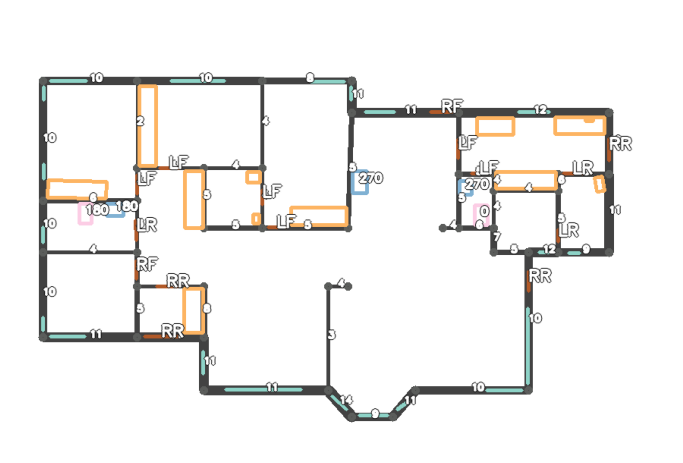 10 10 8
11
11 RF 12
2 4
10 LF RR
LF 4 5 LF LR
LF 270 270 4 4 6
6 5 LF 5 11
180 180 0 4 5
10 LR 5 LF 5 4 6 7 LR
4 5 12 9
RF
10 RR 4 RR
5 8 3 10
11 RR
11
11 14 11 10
9